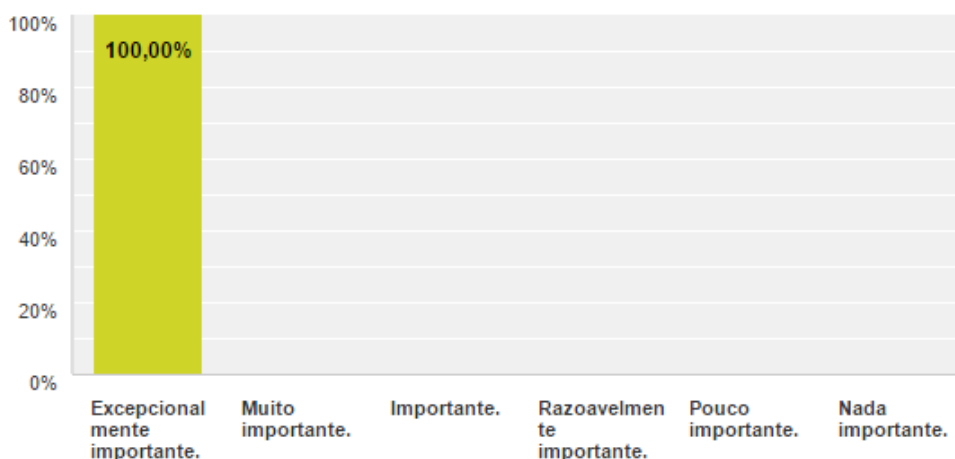 100%
100,00%
80%
60%
40%
20%
0%
Excepcional
mente
importante.
Muito
importante.
Importante.
Razoavelmen
te
importante.
Pouco
importante.
Nada
importante.